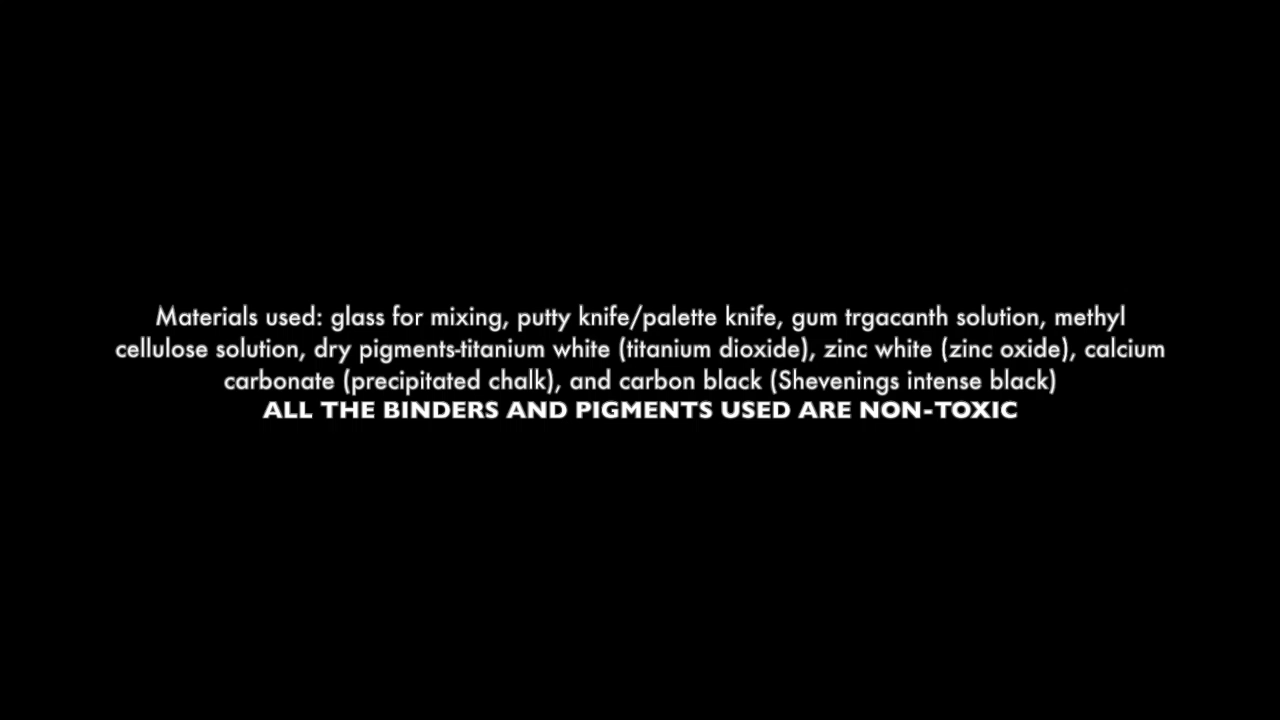 Materials used: glass for mixing, putty knife/palette knife, gum trgacanth solution, methyl
cellulose solution, dry pigments-titanium white (titanium dioxide), zinc white (zinc oxide), calcium
carbonate (precipitated chalk), and carbon black (Shevenings intense black)
ALL THE BINDERS AND PIGMENTS USED ARE NON-TOXIC